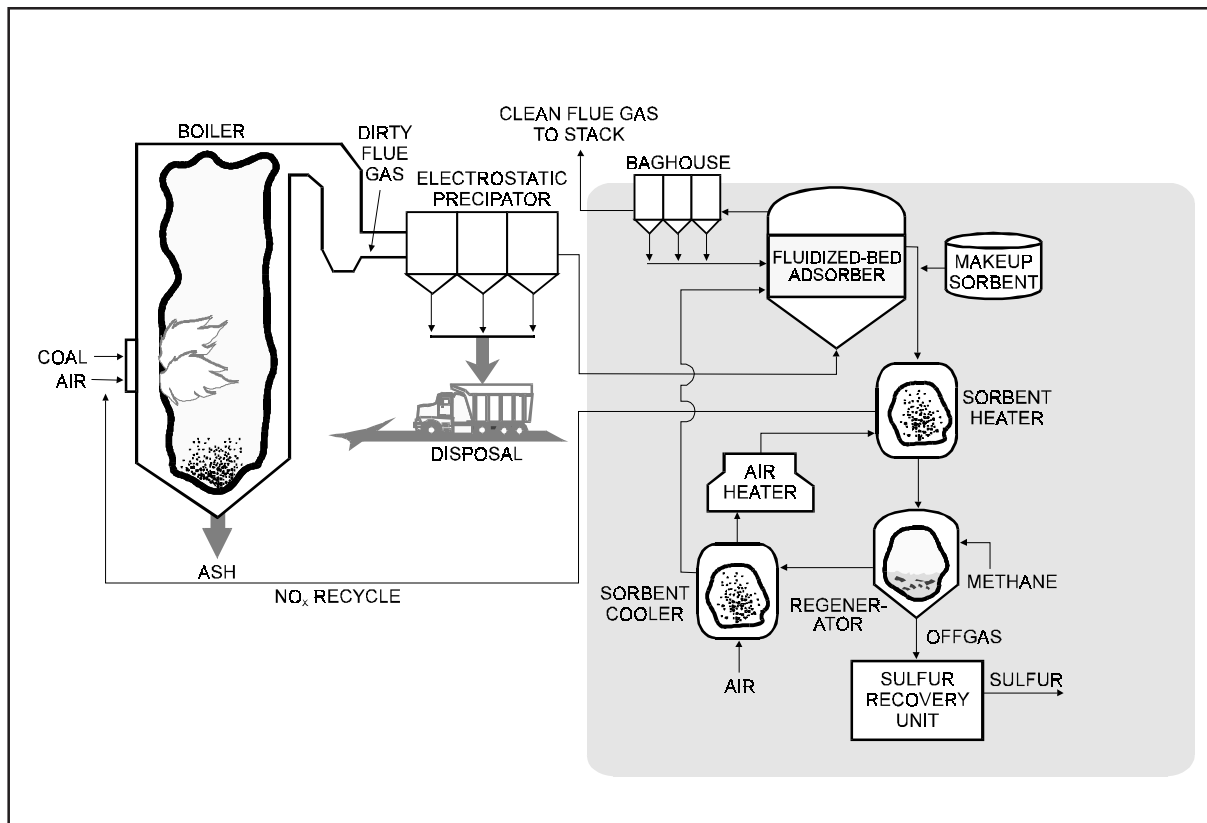 CLEAN FLUE GAS
TO STACK
BOILER
DIRTY
FLUE
GAS
BAGHOUSE
ELECTROSTATIC
PRECIPATOR
FLUIDIZED-BED
ADSORBER
MAKEUP
SORBENT
COAL
AIR
SORBENT
HEATER
DISPOSAL
AIR
HEATER
ASH
METHANE
NOₓ RECYCLE
SORBENT
COOLER
REGENER-
ATOR
OFFGAS
AIR
SULFUR
RECOVERY
UNIT
SULFUR